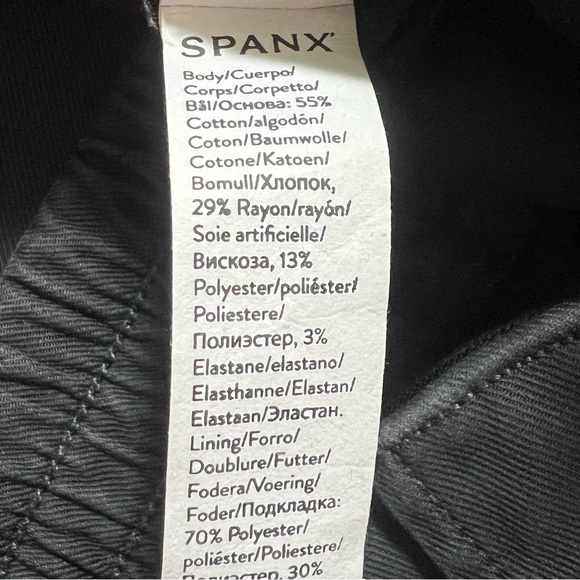 SPANX
Body/Cuerpo/
Corps/Corpetto/
Bål/Основа: 55%
Cotton/algodón/
Coton/Baumwolle/
Cotone/Katoen/
Bomull/Хлопок,
29% Rayon/rayón/
Soie artificielle/
Вискоза, 13%
Polyester/poliéster/
Poliestere/
Полиэстер, 3%
Elastane/elastano/
Elasthanne/Elastan/
Elastaan/Эластан.
Lining/Forro/
Doublure/Futter/
Fodera/Voering/
Foder/Подкладка:
70% Polyester/
poliéster/Poliestere/
Полиэстер, 30%